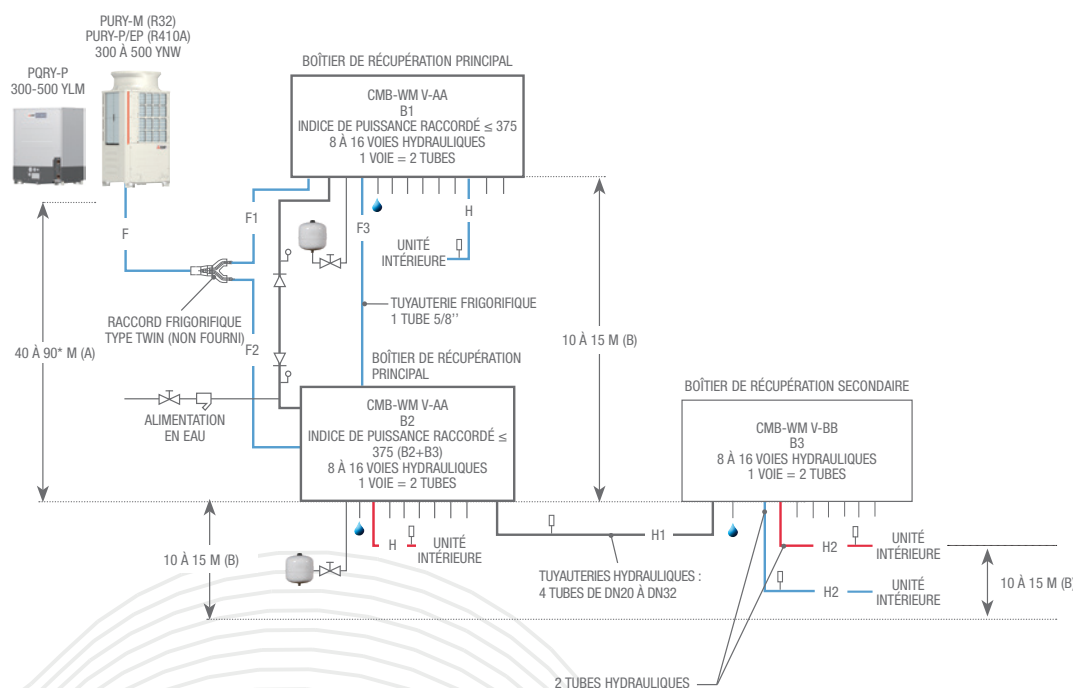 PURY-M (R32)
PURY-P/EP (R410A)
300 À 500 YNW
PQRY-P
300-500 YLM
BOÎTIER DE RÉCUPÉRATION PRINCIPAL
CMB-WM V-AA
B1
INDICE DE PUISSANCE RACCORDÉ ≤ 375
8 À 16 VOIES HYDRAULIQUES
1 VOIE = 2 TUBES
F
F1
F3
H
UNITÉ
INTÉRIEURE
RACCORD FRIGORIFIQUE
TYPE TWIN (NON FOURNI)
TUYAUTERIE FRIGORIFIQUE
1 TUBE 5/8’’
40 À 90* M (A)
F2
10 À 15 M (B)
BOÎTIER DE RÉCUPÉRATION
PRINCIPAL
CMB-WM V-AA
B2
INDICE DE PUISSANCE RACCORDÉ ≤
375 (B2+B3)
8 À 16 VOIES HYDRAULIQUES
1 VOIE = 2 TUBES
ALIMENTATION
EN EAU
BOÎTIER DE RÉCUPÉRATION SECONDAIRE
CMB-WM V-BB
B3
8 À 16 VOIES HYDRAULIQUES
1 VOIE = 2 TUBES
10 À 15 M (B)
H
UNITÉ
INTÉRIEURE
H1
TUYAUTERIES HYDRAULIQUES :
4 TUBES DE DN20 À DN32
H2
UNITÉ
INTÉRIEURE
H2
UNITÉ
INTÉRIEURE
10 À 15 M (B)
2 TUBES HYDRAULIQUES